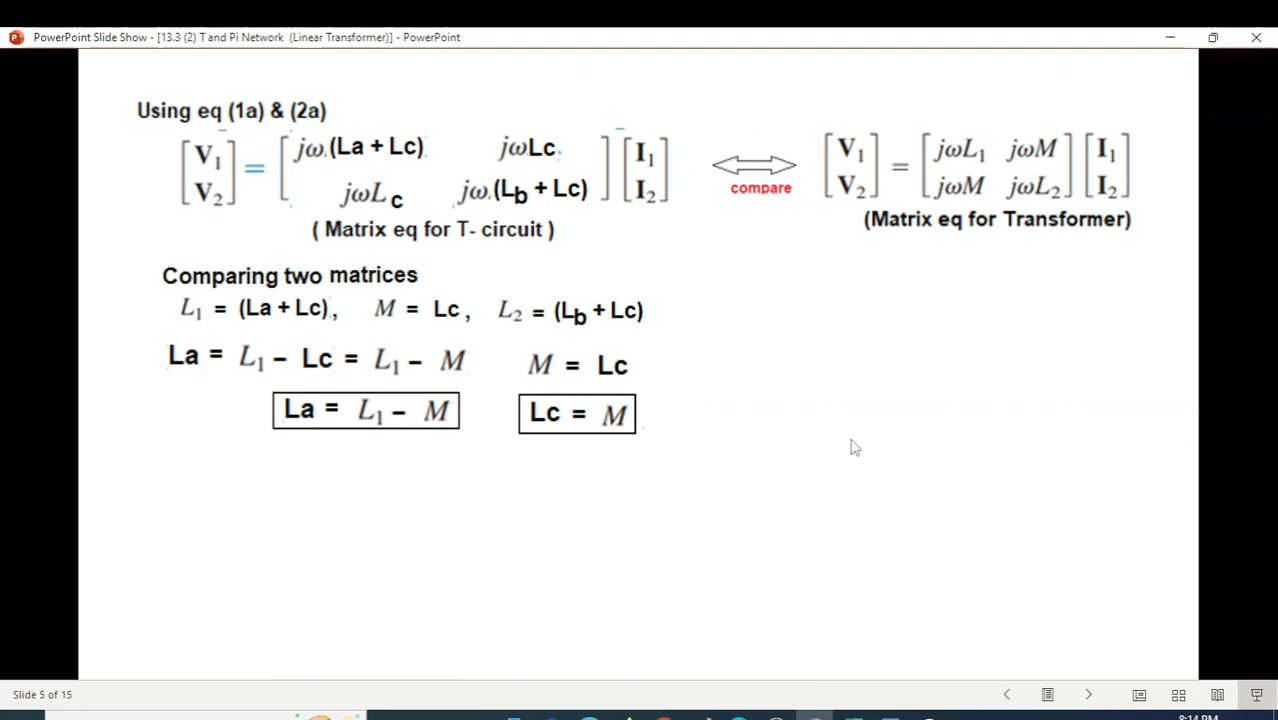 PowerPoint Slide Show - [13.3 (2) T and Pi Network (Linear Transformer)] - PowerPoint
Using eq (1a) & (2a)
[V₁ V₂] = [jω (La + Lc) jωLc jωLc jω (Lb + Lc)] [I₁ I₂]
compare
[V₁ V₂] = [jωL₁ jωM jωM jωL₂] [I₁ I₂]
( Matrix eq for T- circuit )
(Matrix eq for Transformer)
Comparing two matrices
L₁ = (La + Lc), M = Lc, L₂ = (Lb + Lc)
La = L₁ – Lc = L₁ – M
M = Lc
La = L₁ – M
Lc = M
Slide 5 of 15